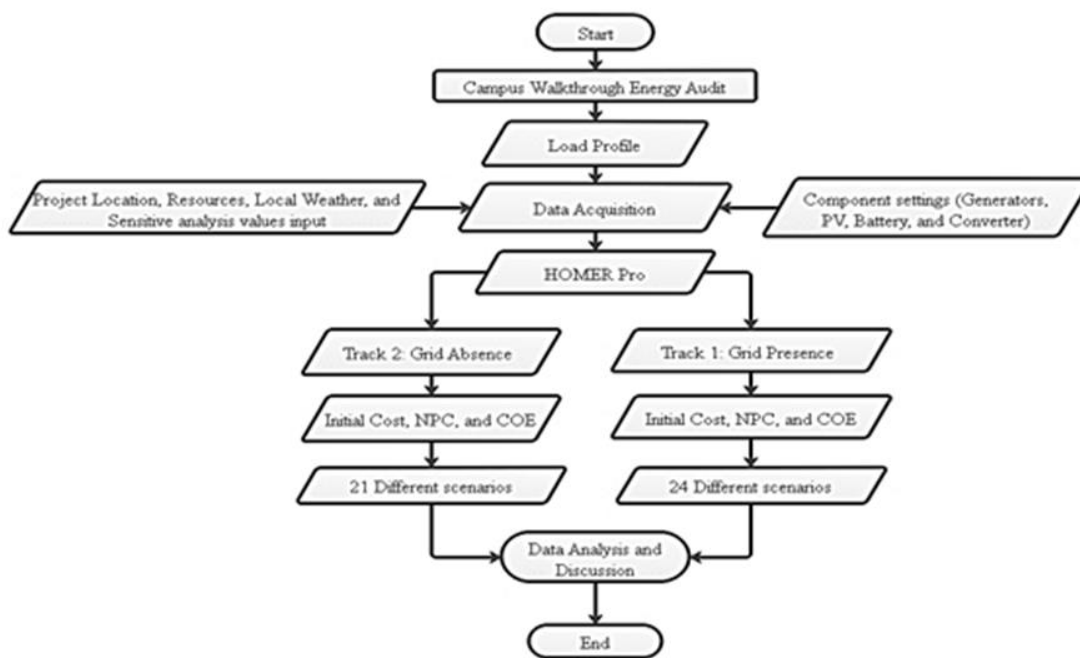 Start
Campus Walkthrough Energy Audit
Load Profile
Project Location, Resources, Local Weather, and
Sensitive analysis values input
Data Acquisition
Component settings (Generators,
PV, Battery, and Converter)
HOMER Pro
Track 2: Grid Absence
Track 1: Grid Presence
Initial Cost, NPC, and COE
Initial Cost, NPC, and COE
21 Different scenarios
24 Different scenarios
Data Analysis and
Discussion
End